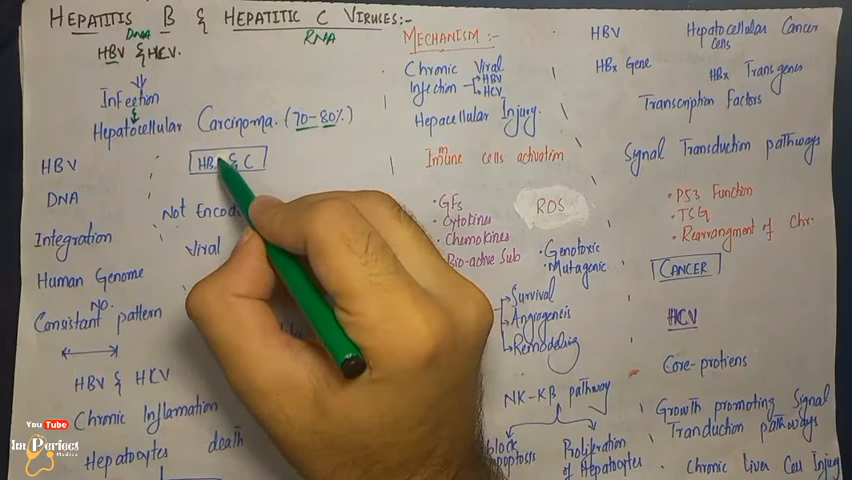 HEPATITIS B & HEPATITIC C VIRUSES:-
DNA
RNA
HBV & HCV.
Infection
Hepatocellular Carcinoma. (70-80%)
HBV
DNA
Integration
Human Genome
No.
Consistant pattern
HBV & HCV
Chronic Inflamation
Hepatocytes death
& C
Not
Viral
MECHANISM:-
Chronic Viral
Infection
HBV
HCV
Hepacellular Injury.
Immune cells activation
• GFs
• Cytokines
• Chemokines
• Bio-active Sub
ROS
• Genotoxic
• Mutagenic
Survival
Angiogenesis
Remodeling
NK-KB pathway
block
apoptosis
Proliferation
of Hepatocytes
HBV
Hepatocellular Cancer
cells
HBx Gene
HBx Transgenes
Transcription Factors
Signal Transduction pathways
• P53 Function
• TSG
• Rearrangment of Chr.
CANCER
HCV
Core-protiens
Growth promoting Signal
Tranduction pathways
Chronic Liver Cell Injury
You Tube
ImPerfect
Medico